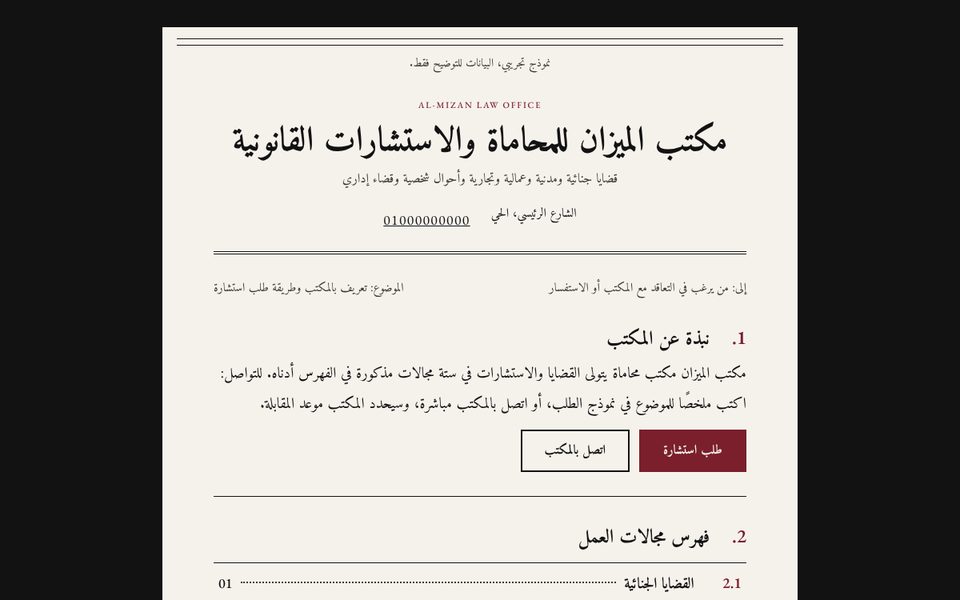 نموذج تجريبي، البيانات للتوضيح فقط.
AL-MIZAN LAW OFFICE
مكتب الميزان للمحاماة والاستشارات القانونية
قضايا جنائية ومدنية وعمالية وتجارية وأحوال شخصية وقضاء إداري
الشارع الرئيسي، الحي 01000000000
إلى: من يرغب في التعاقد مع المكتب أو الاستفسار
الموضوع: تعريف بالمكتب وطريقة طلب استشارة
1. نبذة عن المكتب
مكتب الميزان مكتب محاماة يتولى القضايا والاستشارات في ستة مجالات مذكورة في الفهرس أدناه. للتواصل:
اكتب ملخصًا للموضوع في نموذج الطلب، أو اتصل بالمكتب مباشرة، وسيحدد المكتب موعد المقابلة.
طلب استشارة
اتصل بالمكتب
2. فهرس مجالات العمل
2.1 القضايا الجنائية 01